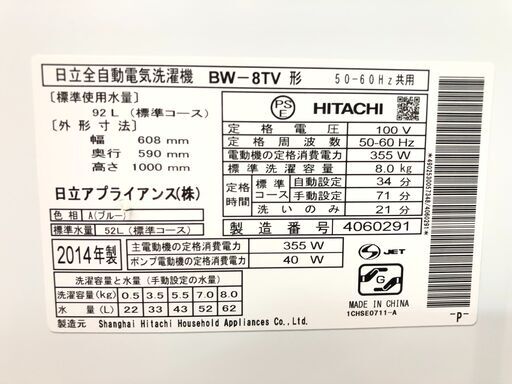 日立全自動電気洗濯機 BW-8TV 形 50-60Hz共用
[標準使用水量]
92L (標準コース)
[外形寸法]
幅 608 mm
奥行 590 mm
高さ 1000 mm
日立アプライアンス(株)
色相 A(ブルー)
標準水量 52L (標準コース)
PS
E
HITACHI
定格電圧 100 V
定格周波数 50-60 Hz
電動機の定格消費電力 355 W
標準洗濯容量 8.0 kg
定格時間 標準コース 自動設定 34 分
手動設定 71 分
洗いのみ 21 分
製造番号 4060291
2014年製
主電動機の定格消費電力 355 W
ポンプ電動機の定格消費電力 40 W
S-JET
洗濯容量と水量 (手動設定の水量)
洗濯容量(kg) 0.5 3.5 5.5 7.0 8.0
水量(L) 22 33 43 52 62
製造元 Shanghai Hitachi Household Appliances Co.,Ltd.
G
MADE IN CHINA
1CHSE0711-A
-P-